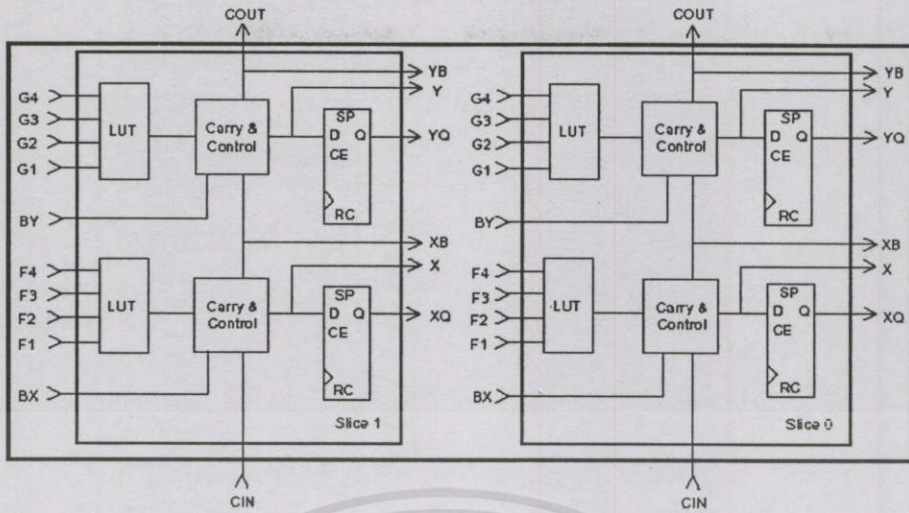 COUT
COUT
YB
Y
G4
G3
G2
G1
LUT
Carry &
Control
SP
D Q
CE
RC
YQ
BY
XB
X
F4
F3
F2
F1
LUT
Carry &
Control
SP
D Q
CE
RC
XQ
BX
Slice 1
CIN
YB
Y
G4
G3
G2
G1
LUT
Carry &
Control
SP
D Q
CE
RC
YQ
BY
XB
X
F4
F3
F2
F1
LUT
Carry &
Control
SP
D Q
CE
RC
XQ
BX
Slice 0
CIN